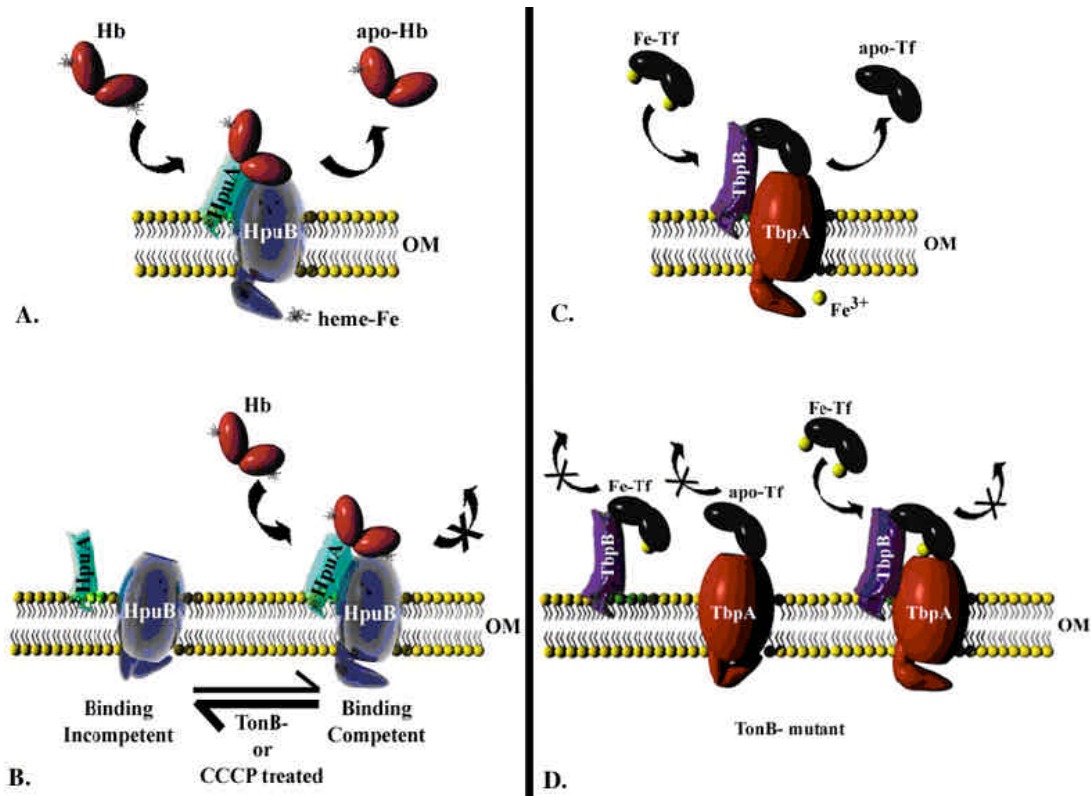 Hb
apo-Hb
HpuA
HpuB
OM
heme-Fe
A.
Hb
HpuA
HpuB
HpuA
HpuB
OM
Binding
Incompetent
TonB-
or
CCCP treated
Binding
Competent
B.
Fe-Tf
apo-Tf
TbpB
TbpA
OM
Fe3+
C.
Fe-Tf
Fe-Tf
apo-Tf
TbpB
TbpA
TbpB
TbpA
OM
TonB- mutant
D.